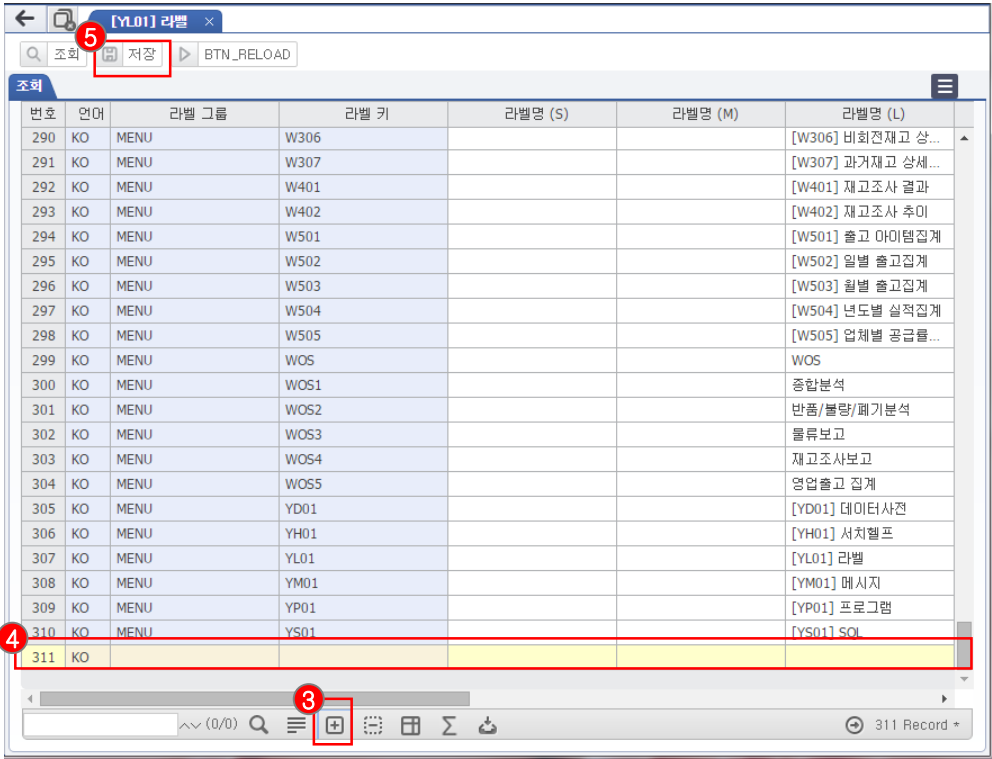 [YL01] 라벨 ×
5
조회 저장 BTN_RELOAD
조회
번호 언어 라벨 그룹 라벨 키 라벨명 (S) 라벨명 (M) 라벨명 (L)
290 KO MENU W306 [W306] 비회전재고 상...
291 KO MENU W307 [W307] 과거재고 상세...
292 KO MENU W401 [W401] 재고조사 결과
293 KO MENU W402 [W402] 재고조사 추이
294 KO MENU W501 [W501] 출고 아이템집계
295 KO MENU W502 [W502] 일별 출고집계
296 KO MENU W503 [W503] 월별 출고집계
297 KO MENU W504 [W504] 년도별 실적집계
298 KO MENU W505 [W505] 업체별 공급률...
299 KO MENU WOS WOS
300 KO MENU WOS1 종합분석
301 KO MENU WOS2 반품/불량/폐기분석
302 KO MENU WOS3 물류보고
303 KO MENU WOS4 재고조사보고
304 KO MENU WOS5 영업출고 집계
305 KO MENU YD01 [YD01] 데이터사전
306 KO MENU YH01 [YH01] 서치헬프
307 KO MENU YL01 [YL01] 라벨
308 KO MENU YM01 [YM01] 메시지
309 KO MENU YP01 [YP01] 프로그램
310 KO MENU YS01 [YS01] SQL
4
311 KO
3
(0/0) 311 Record *